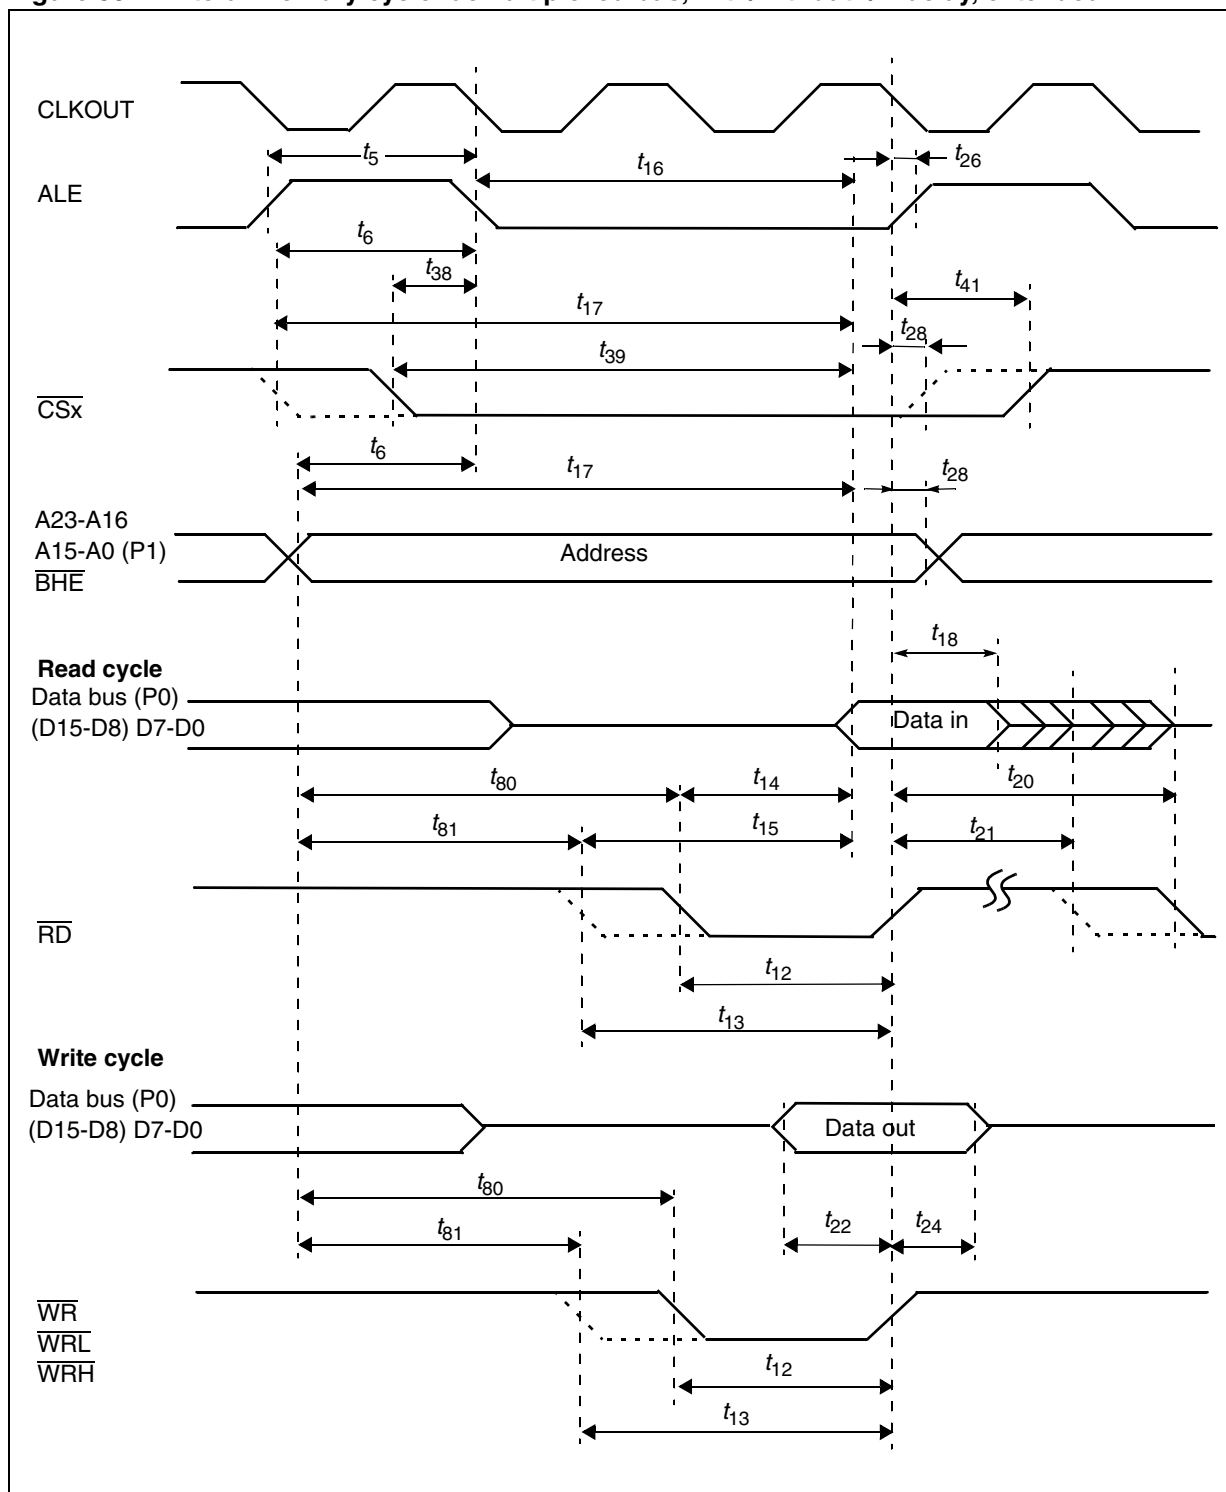 CLKOUT
t5
t16
t26
ALE
t6
t38
t41
t17
t28
t39
CSx
t6
t17
t28
A23-A16
A15-A0 (P1)
Address
BHE
t18
Read cycle
Data bus (P0)
Data in
(D15-D8) D7-D0
t80
t14
t20
t81
t15
t21
RD
t12
t13
Write cycle
Data bus (P0)
(D15-D8) D7-D0
Data out
t80
t81
t22
t24
WR
WRL
WRH
t12
t13